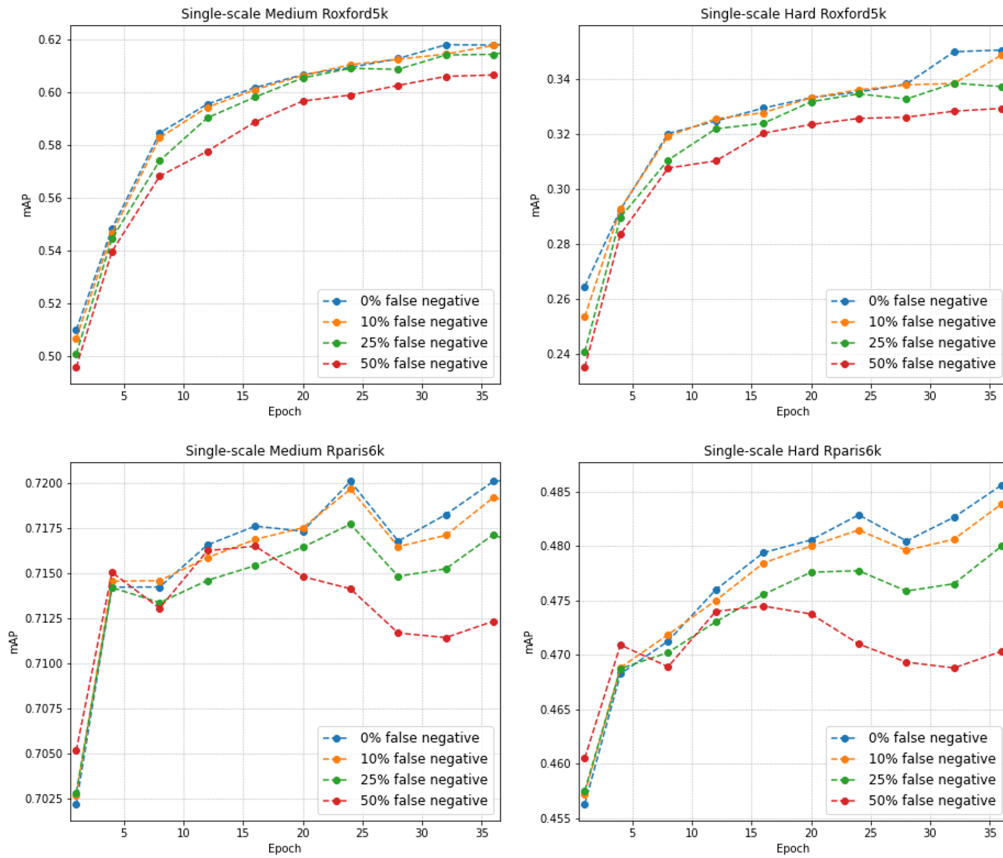 Single-scale Medium Roxford5k
0.62
0.60
0.58
0.56
0.54
0.52
0.50
mAP
5 10 15 20 25 30 35
Epoch
0% false negative
10% false negative
25% false negative
50% false negative
Single-scale Hard Roxford5k
0.34
0.32
0.30
0.28
0.26
0.24
mAP
5 10 15 20 25 30 35
Epoch
0% false negative
10% false negative
25% false negative
50% false negative
Single-scale Medium Rparis6k
0.7200
0.7175
0.7150
0.7125
0.7100
0.7075
0.7050
0.7025
mAP
5 10 15 20 25 30 35
Epoch
0% false negative
10% false negative
25% false negative
50% false negative
Single-scale Hard Rparis6k
0.485
0.480
0.475
0.470
0.465
0.460
0.455
mAP
5 10 15 20 25 30 35
Epoch
0% false negative
10% false negative
25% false negative
50% false negative